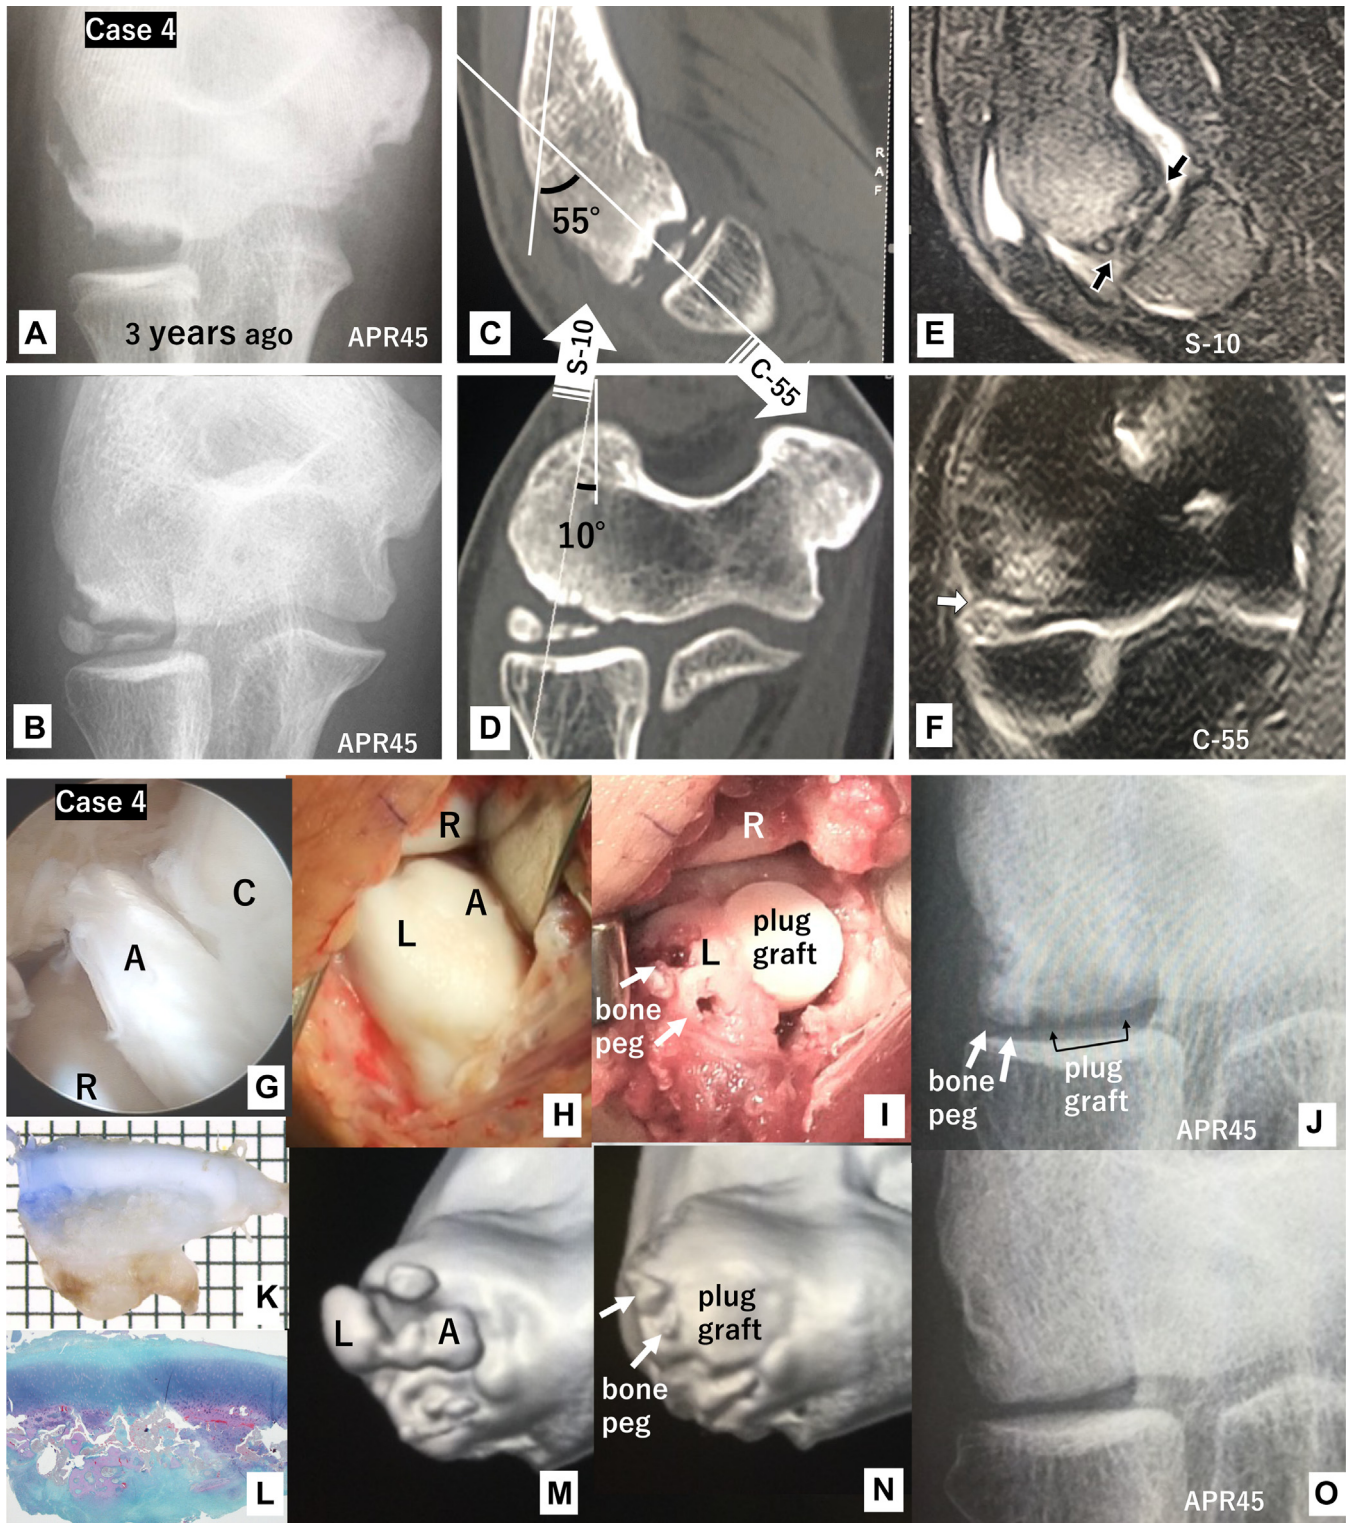 Case 4
3 years ago
A
APR45
55°
R
A
F
C
S-10
C-55
E
S-10
B
APR45
10°
D
F
C-55
Case 4
C
A
R
G
R
A
L
H
R
plug
graft
L
bone
peg
I
bone
peg
plug
graft
APR45
J
K
L
L
A
M
plug
graft
bone
peg
N
APR45
O